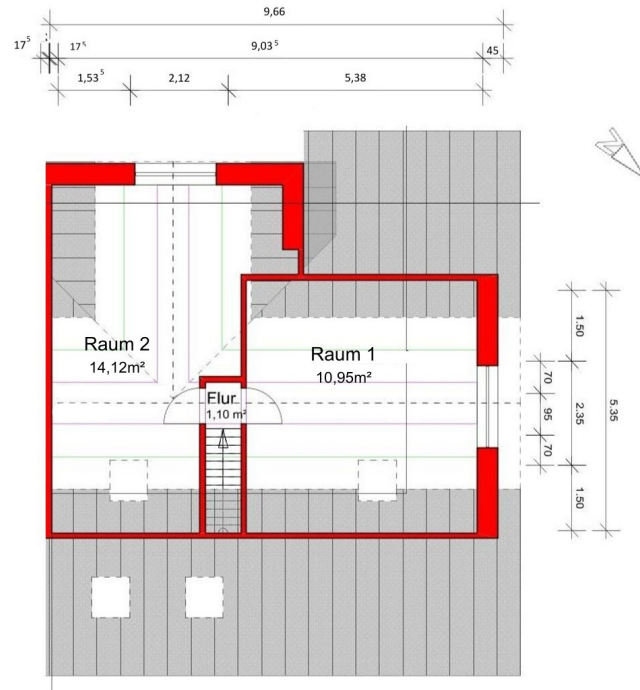 9,66
17⁵ 17⁵ 9,03⁵ 45
1,53⁵ 2,12 5,38
N
Raum 2
14,12m²
Raum 1
10,95m²
Flur
1,10 m²
1.50
70
2.35
95
5.35
70
1.50